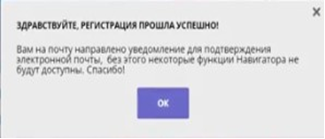 ЗДРАВСТВУЙТЕ, РЕГИСТРАЦИЯ ПРОШЛА УСПЕШНО!
Вам на почту направлено уведомление для подтверждения
электронной почты, без этого некоторые функции Навигатора не
будут доступны. Спасибо!
ОК